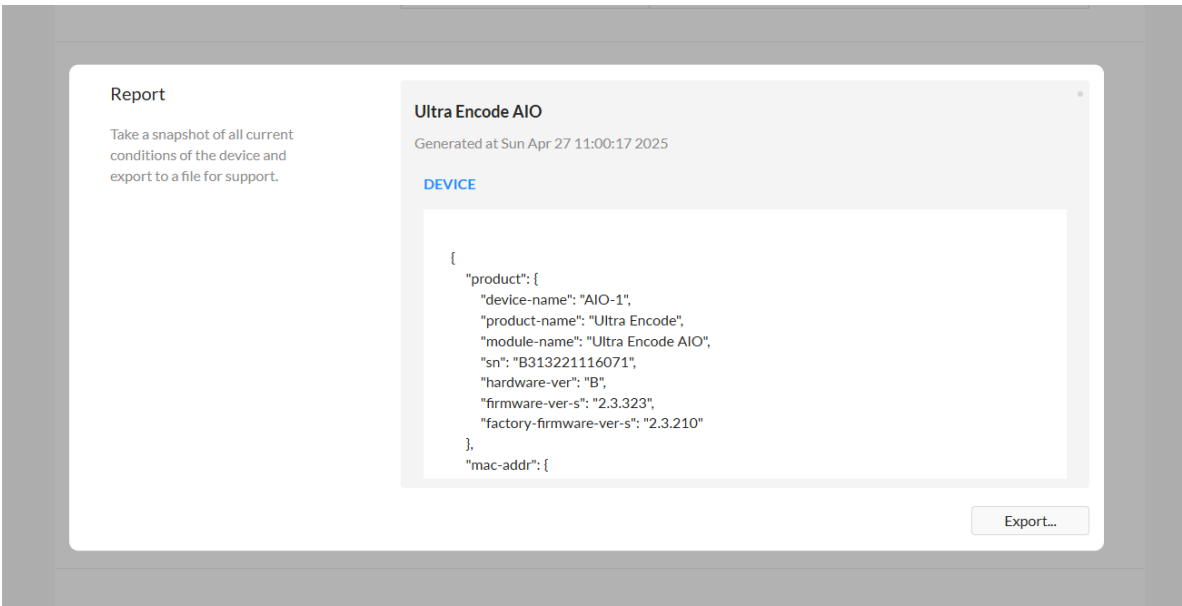 Report
Take a snapshot of all current
conditions of the device and
export to a file for support.
Ultra Encode AIO
Generated at Sun Apr 27 11:00:17 2025
DEVICE
{
"product": {
"device-name": "AIO-1",
"product-name": "Ultra Encode",
"module-name": "Ultra Encode AIO",
"sn": "B313221116071",
"hardware-ver": "B",
"firmware-ver-s": "2.3.323",
"factory-firmware-ver-s": "2.3.210"
},
"mac-addr": {
Export...